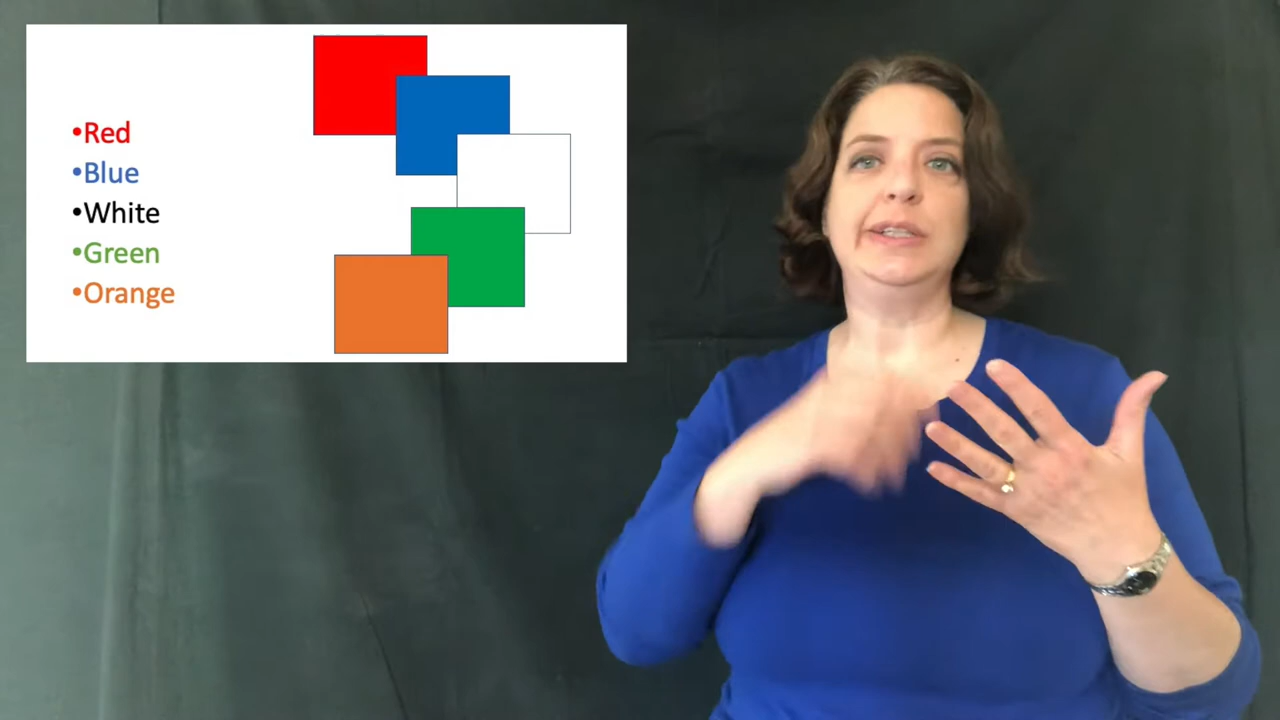 •Red
•Blue
•White
•Green
•Orange